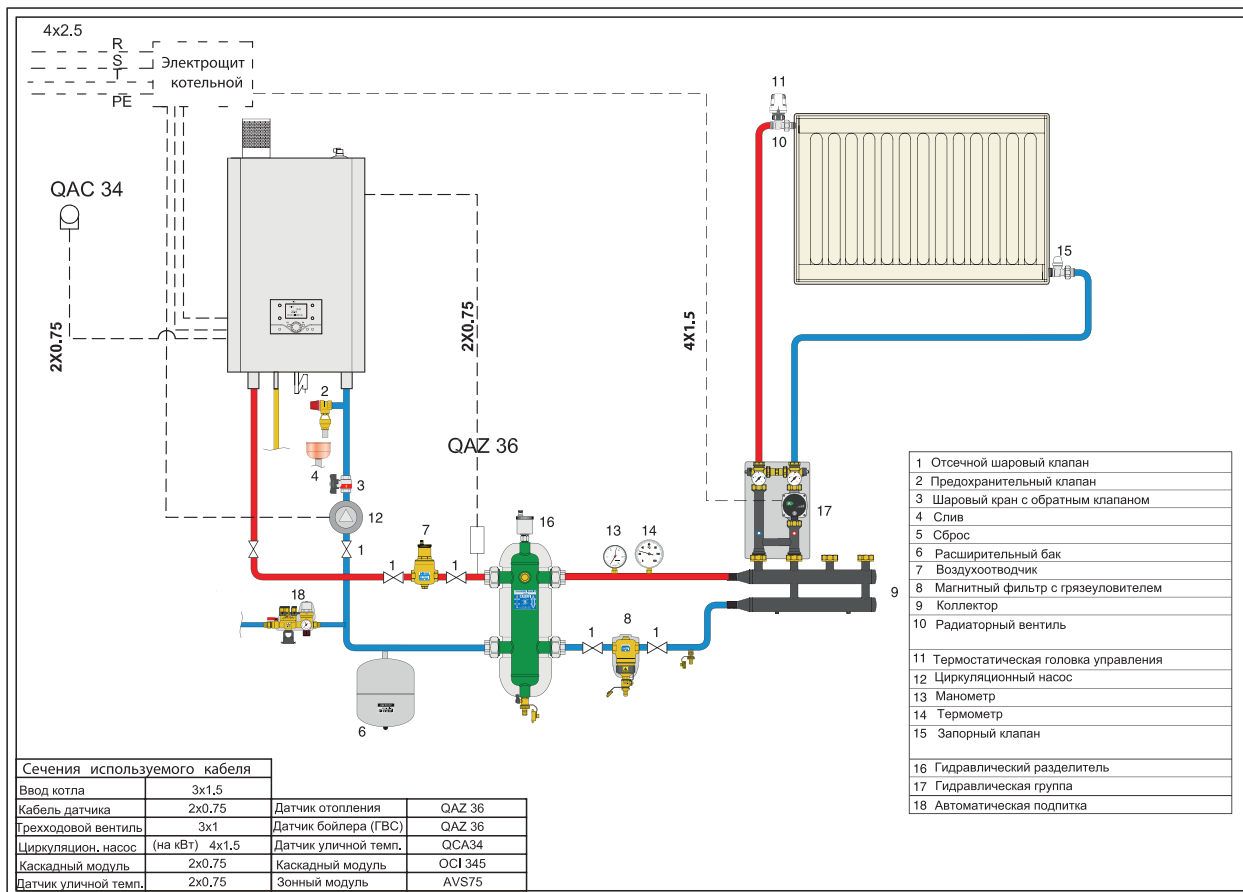 4x2.5
R
S
T
PE
Электрощит
котельной
QAC 34
2X0.75
2X0.75
4X1.5
QAZ 36
11
10
15
2
4
3
12
1
7
1
1
16
13
14
17
9
18
6
1
8
1
1 Отсечной шаровый клапан
2 Предохранительный клапан
3 Шаровый кран с обратным клапаном
4 Слив
5 Сброс
6 Расширительный бак
7 Воздухоотводчик
8 Магнитный фильтр с грязеуловителем
9 Коллектор
10 Радиаторный вентиль
11 Термостатическая головка управления
12 Циркуляционный насос
13 Манометр
14 Термометр
15 Запорный клапан
16 Гидравлический разделитель
17 Гидравлическая группа
18 Автоматическая подпитка
Сечения используемого кабеля
Ввод котла 3x1.5
Кабель датчика 2x0.75 Датчик отопления QAZ 36
Трехходовой вентиль 3x1 Датчик бойлера (ГВС) QAZ 36
Циркуляцион. насос (на кВт) 4x1.5 Датчик уличной темп. QCA34
Каскадный модуль 2x0.75 Каскадный модуль OCI 345
Датчик уличной темп. 2x0.75 Зонный модуль AVS75